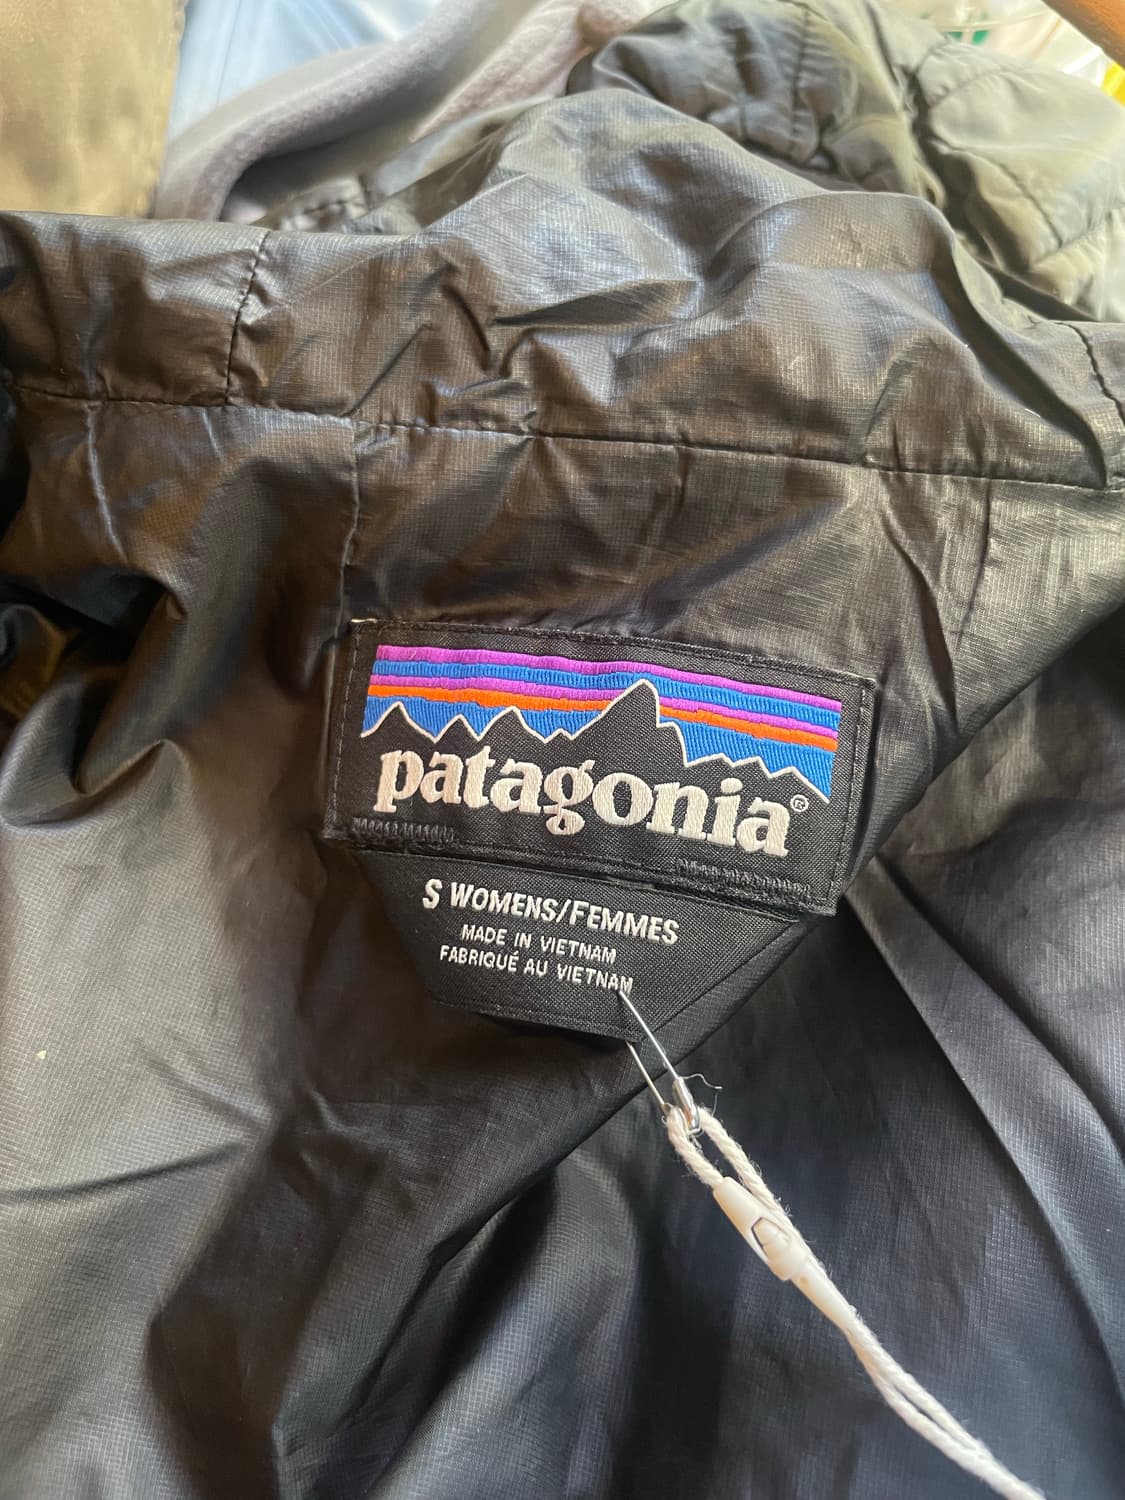 patagonia®
S WOMENS/FEMMES
MADE IN VIETNAM
FABRIQUÉ AU VIETNAM